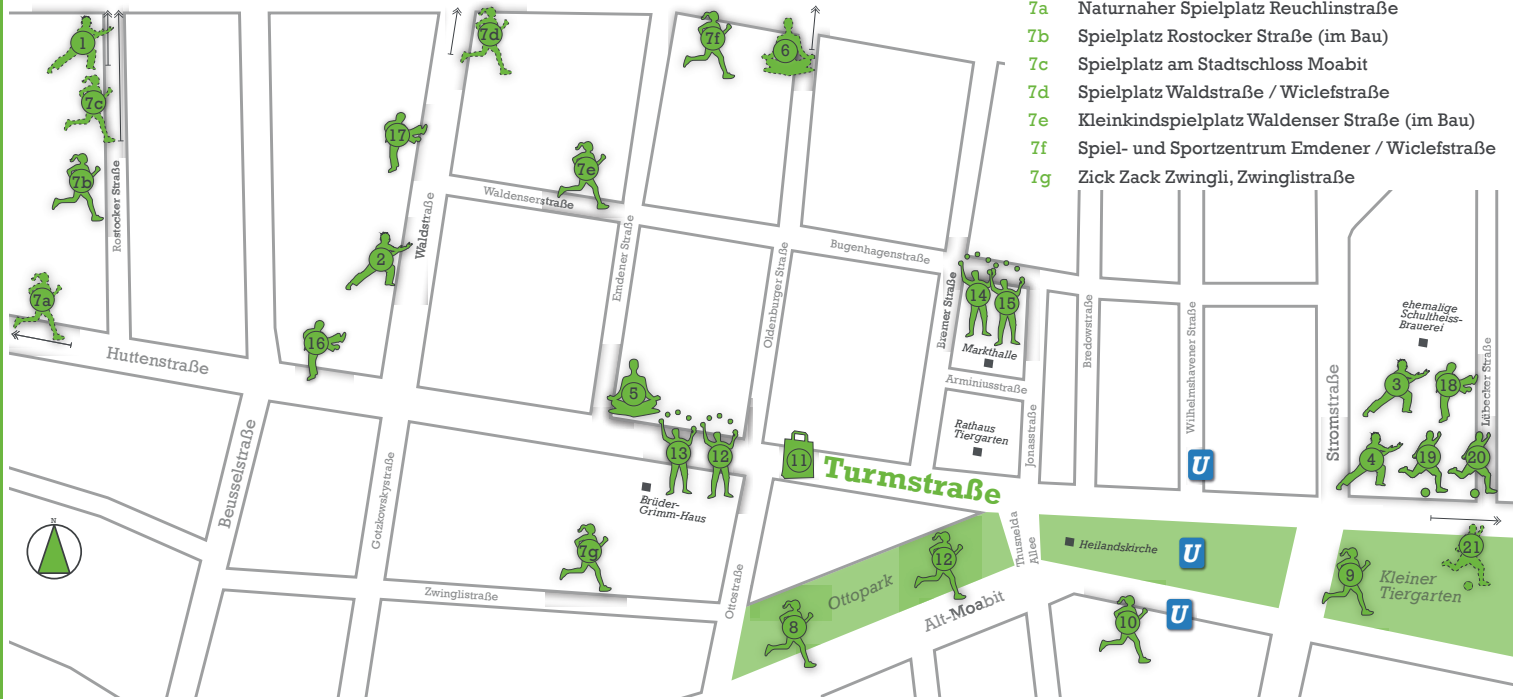 7a Naturnaher Spielplatz Reuchlinstraße
7b Spielplatz Rostocker Straße (im Bau)
7c Spielplatz am Stadtschloss Moabit
7d Spielplatz Waldstraße / Wiclefstraße
7e Kleinkindspielplatz Waldenser Straße (im Bau)
7f Spiel- und Sportzentrum Emdener / Wiclefstraße
7g Zick Zack Zwingli, Zwinglistraße
1
7c
7b
7a
Rostocker Straße
Huttenstraße
17
2
16
Waldstraße
7d
7f
6
7e
Waldenserstraße
Emdener Straße
Oldenburger Straße
Bugenhagenstraße
Bremer Straße
14
15
Markthalle
Arminiusstraße
Rathaus
Tiergarten
Jonasstraße
Bredowstraße
Wilhelmshavener Straße
U
Stromstraße
ehemalige
Schultheiss-
Brauerei
3
18
4
19
20
Lübecker Straße
5
13
12
11
Turmstraße
Brüder-
Grimm-Haus
Beusselstraße
Gotzkowskystraße
N
7g
Zwinglistraße
Ottostraße
Ottopark
12
8
Alt-Moabit
Thusnelda
Allee
Heilandskirche
U
U
10
9
21
Kleiner
Tiergarten